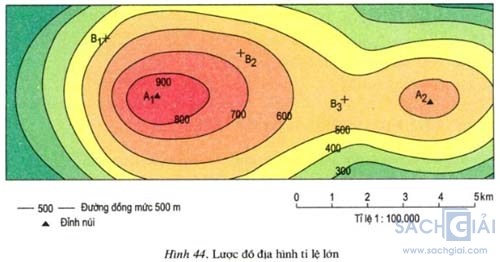 B₁
B₂
900
A₁
A₂
B₃
800
700
600
500
400
300
500 Đường đồng mức 500 m
Đỉnh núi
0 1 2 3 4 5km
Tỉ lệ 1 : 100.000
SÁCHGIẢI
www.sachgiai.com
Hình 44. Lược đồ địa hình tỉ lệ lớn